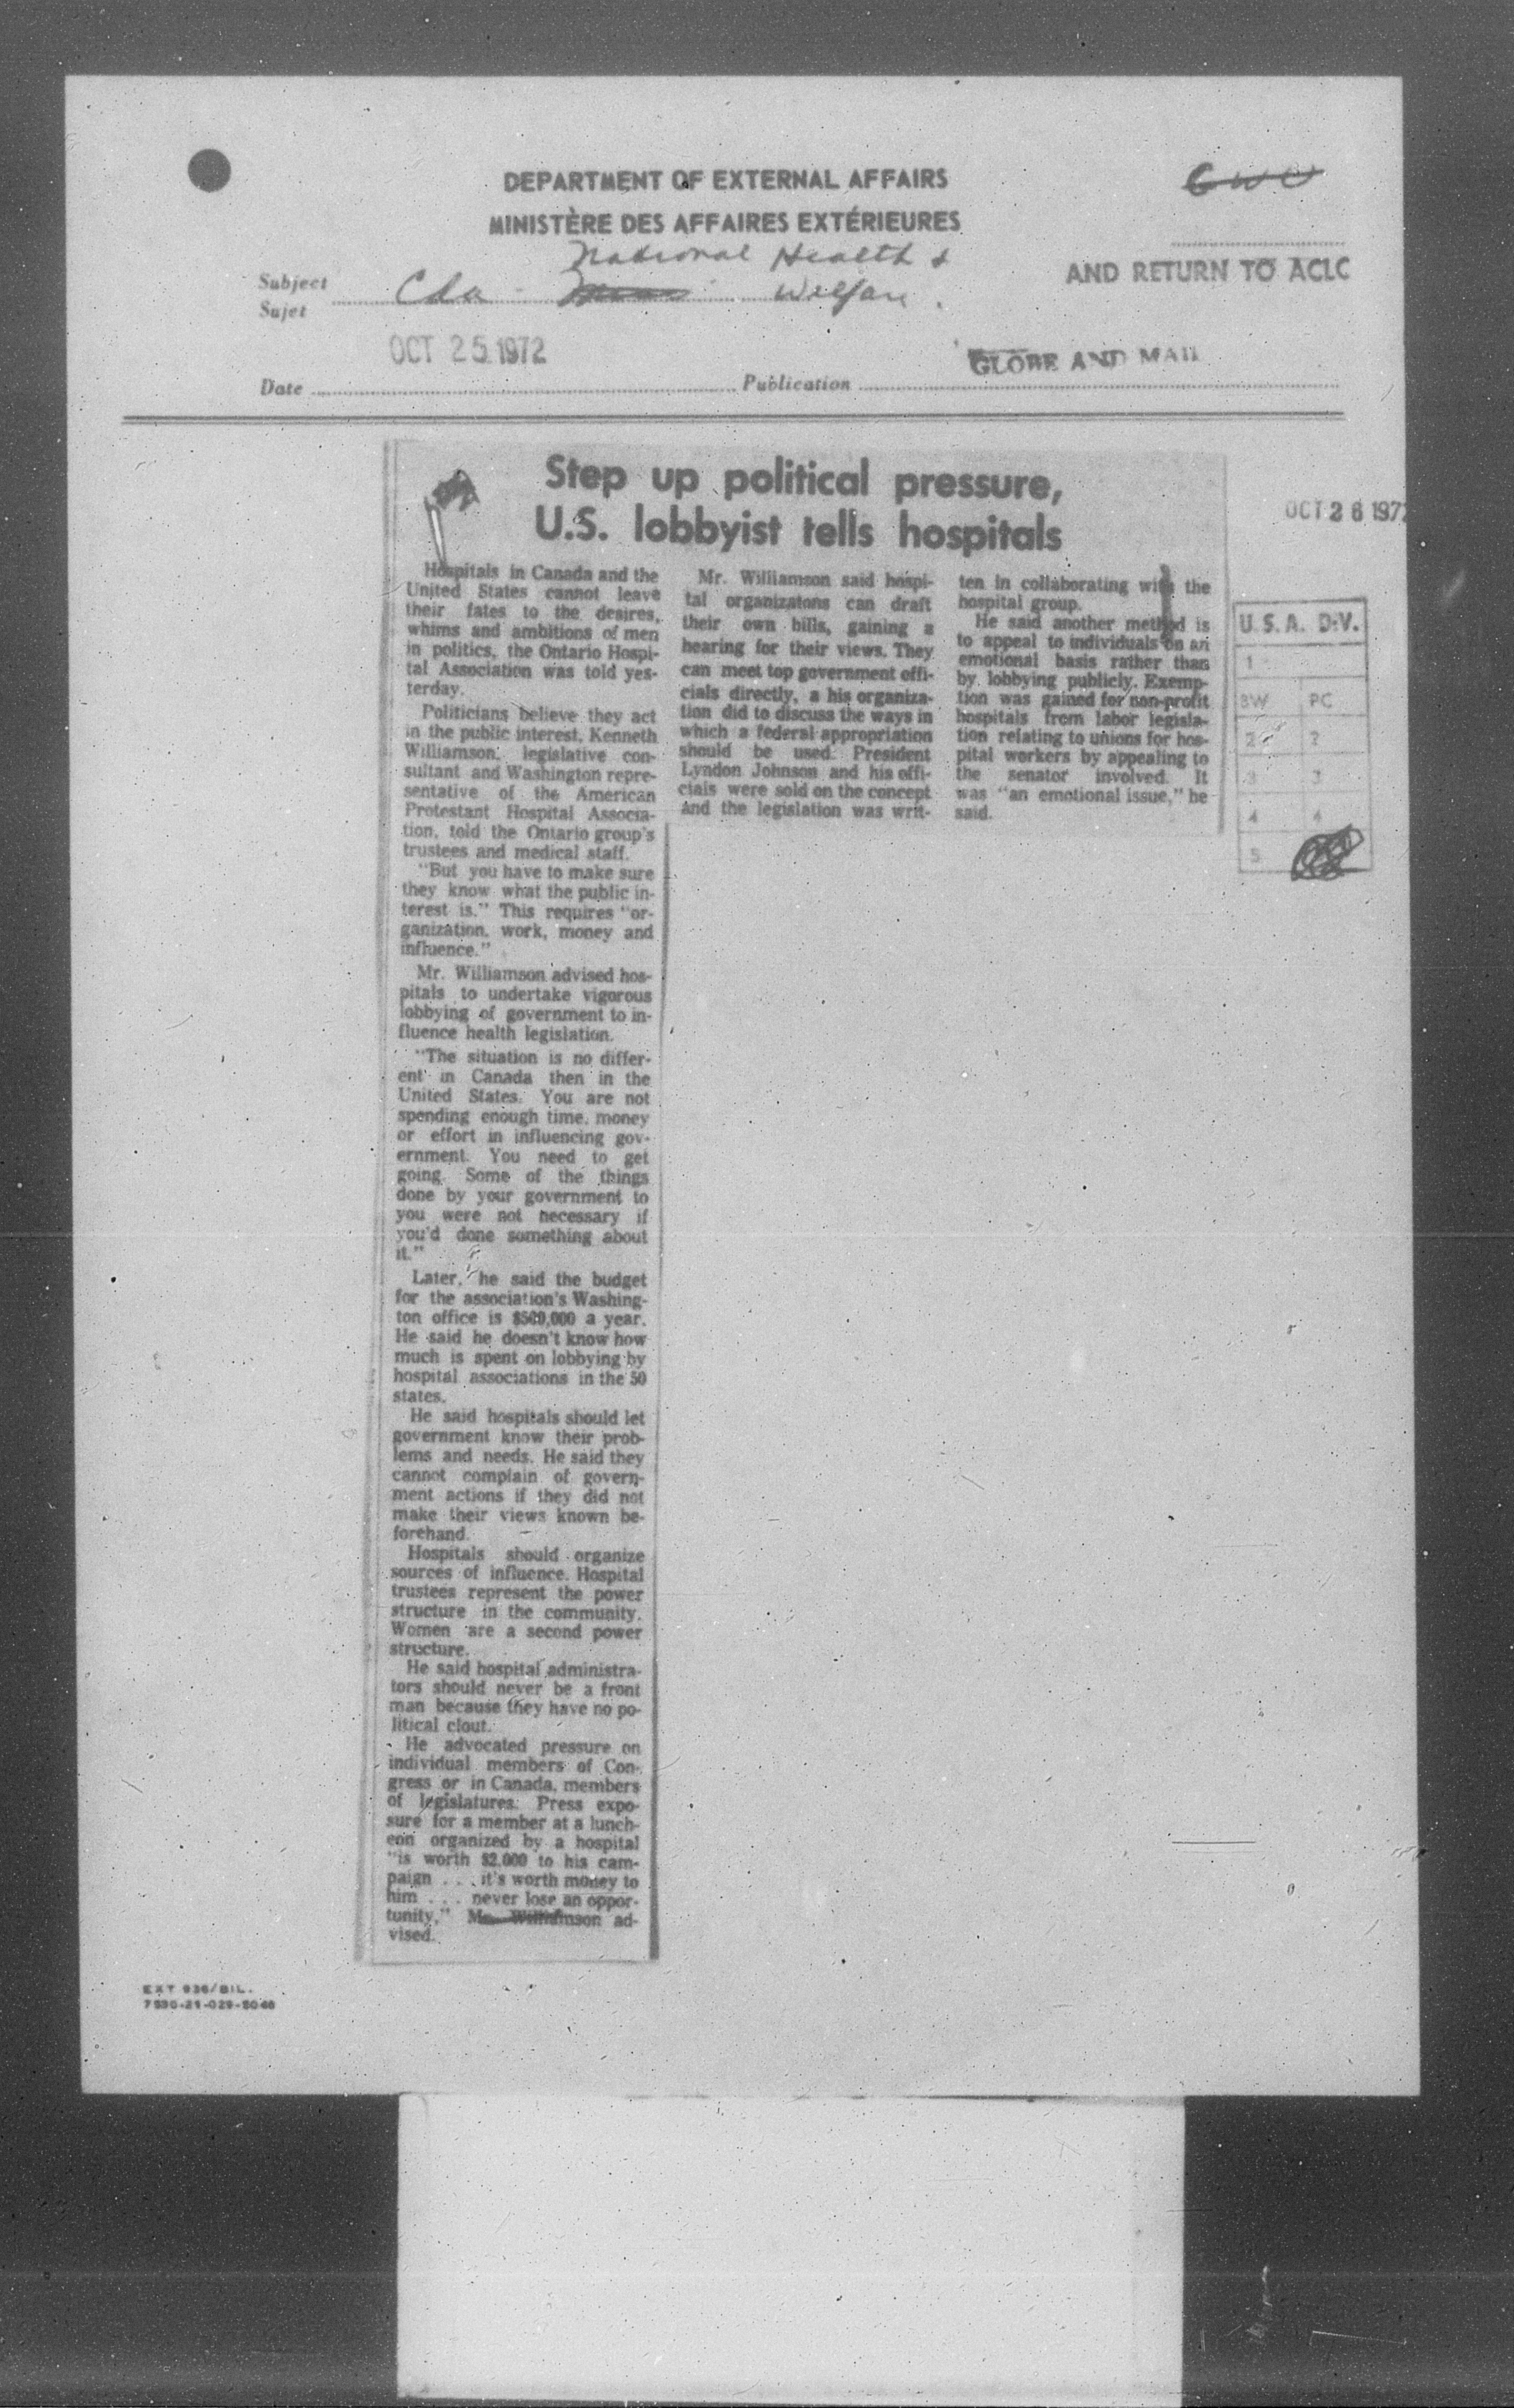 DEPARTMENT OF EXTERNAL AFFAIRS
MINISTÈRE DES AFFAIRES EXTÉRIEURES
National Health &
Subject
Sujet
Cda - Welfare.
AND RETURN TO ACLC
OCT 25 1972
GLOBE AND MAIL
Date
Publication
Step up political pressure,
U.S. lobbyist tells hospitals
OCT 26 197
Hospitals in Canada and the
United States cannot leave
their fates to the desires,
whims and ambitions of men
in politics, the Ontario Hospi-
tal Association was told yes-
terday.
Politicians believe they act
in the public interest, Kenneth
Williamson, legislative con-
sultant and Washington repre-
sentative of the American
Protestant Hospital Associa-
tion, told the Ontario group's
trustees and medical staff.
"But you have to make sure
they know what the public in-
terest is." This requires "or-
ganization, work, money and
influence."
Mr. Williamson advised hos-
pitals to undertake vigorous
lobbying of government to in-
fluence health legislation.
"The situation is no differ-
ent in Canada then in the
United States. You are not
spending enough time, money
or effort in influencing gov-
ernment. You need to get
going. Some of the things
done by your government to
you were not necessary if
you'd done something about
it."
Later, he said the budget
for the association's Washing-
ton office is $500,000 a year.
He said he doesn't know how
much is spent on lobbying by
hospital associations in the 50
states.
He said hospitals should let
government know their prob-
lems and needs. He said they
cannot complain of govern-
ment actions if they did not
make their views known be-
forehand.
Hospitals should organize
sources of influence. Hospital
trustees represent the power
structure in the community.
Women are a second power
structure.
He said hospital administra-
tors should never be a front
man because they have no po-
litical clout.
He advocated pressure on
individual members of Con-
gress or in Canada, members
of legislatures. Press expo-
sure for a member at a lunch-
eon organized by a hospital
"is worth $2,000 to his cam-
paign . . . it's worth money to
him . . . never lose an oppor-
tunity," Mr. Williamson ad-
vised.
Mr. Williamson said hospi-
tal organizatons can draft
their own bills, gaining a
hearing for their views. They
can meet top government offi-
cials directly, a his organiza-
tion did to discuss the ways in
which a federal appropriation
should be used. President
Lyndon Johnson and his offi-
cials were sold on the concept
and the legislation was writ-
ten in collaborating with the
hospital group.
He said another method is
to appeal to individuals on an
emotional basis rather than
by lobbying publicly. Exemp-
tion was gained for non-profit
hospitals from labor legisla-
tion relating to unions for hos-
pital workers by appealing to
the senator involved. It
was "an emotional issue," he
said.
U.S.A. DIV.
1
BW PC
2 2
3 3
4 4
5
EXT 936/BIL.
7530-21-029-5046